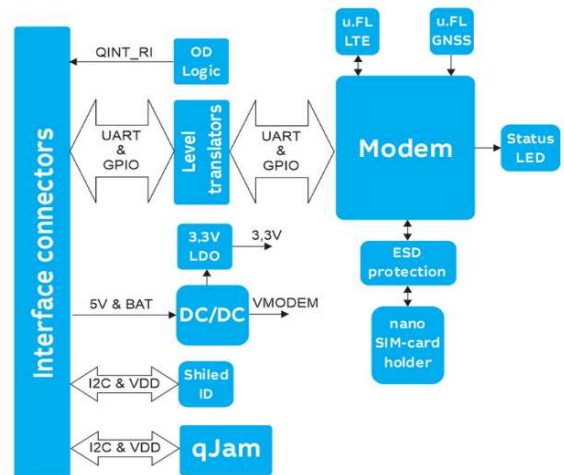 u.FL
LTE
u.FL
GNSS
QINT_RI
OD
Logic
Interface connectors
UART
&
GPIO
Level
translators
UART
&
GPIO
Modem
Status
LED
3,3V
LDO
3,3V
ESD
protection
5V & BAT
DC/DC
VMODEM
nano
SIM-card
holder
I2C & VDD
Shiled
ID
I2C & VDD
qJam